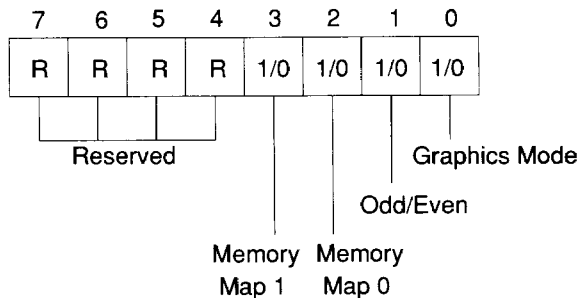 7 6 5 4 3 2 1 0
R R R R 1/0 1/0 1/0 1/0
Reserved
Graphics Mode
Odd/Even
Memory Memory
Map 1 Map 0